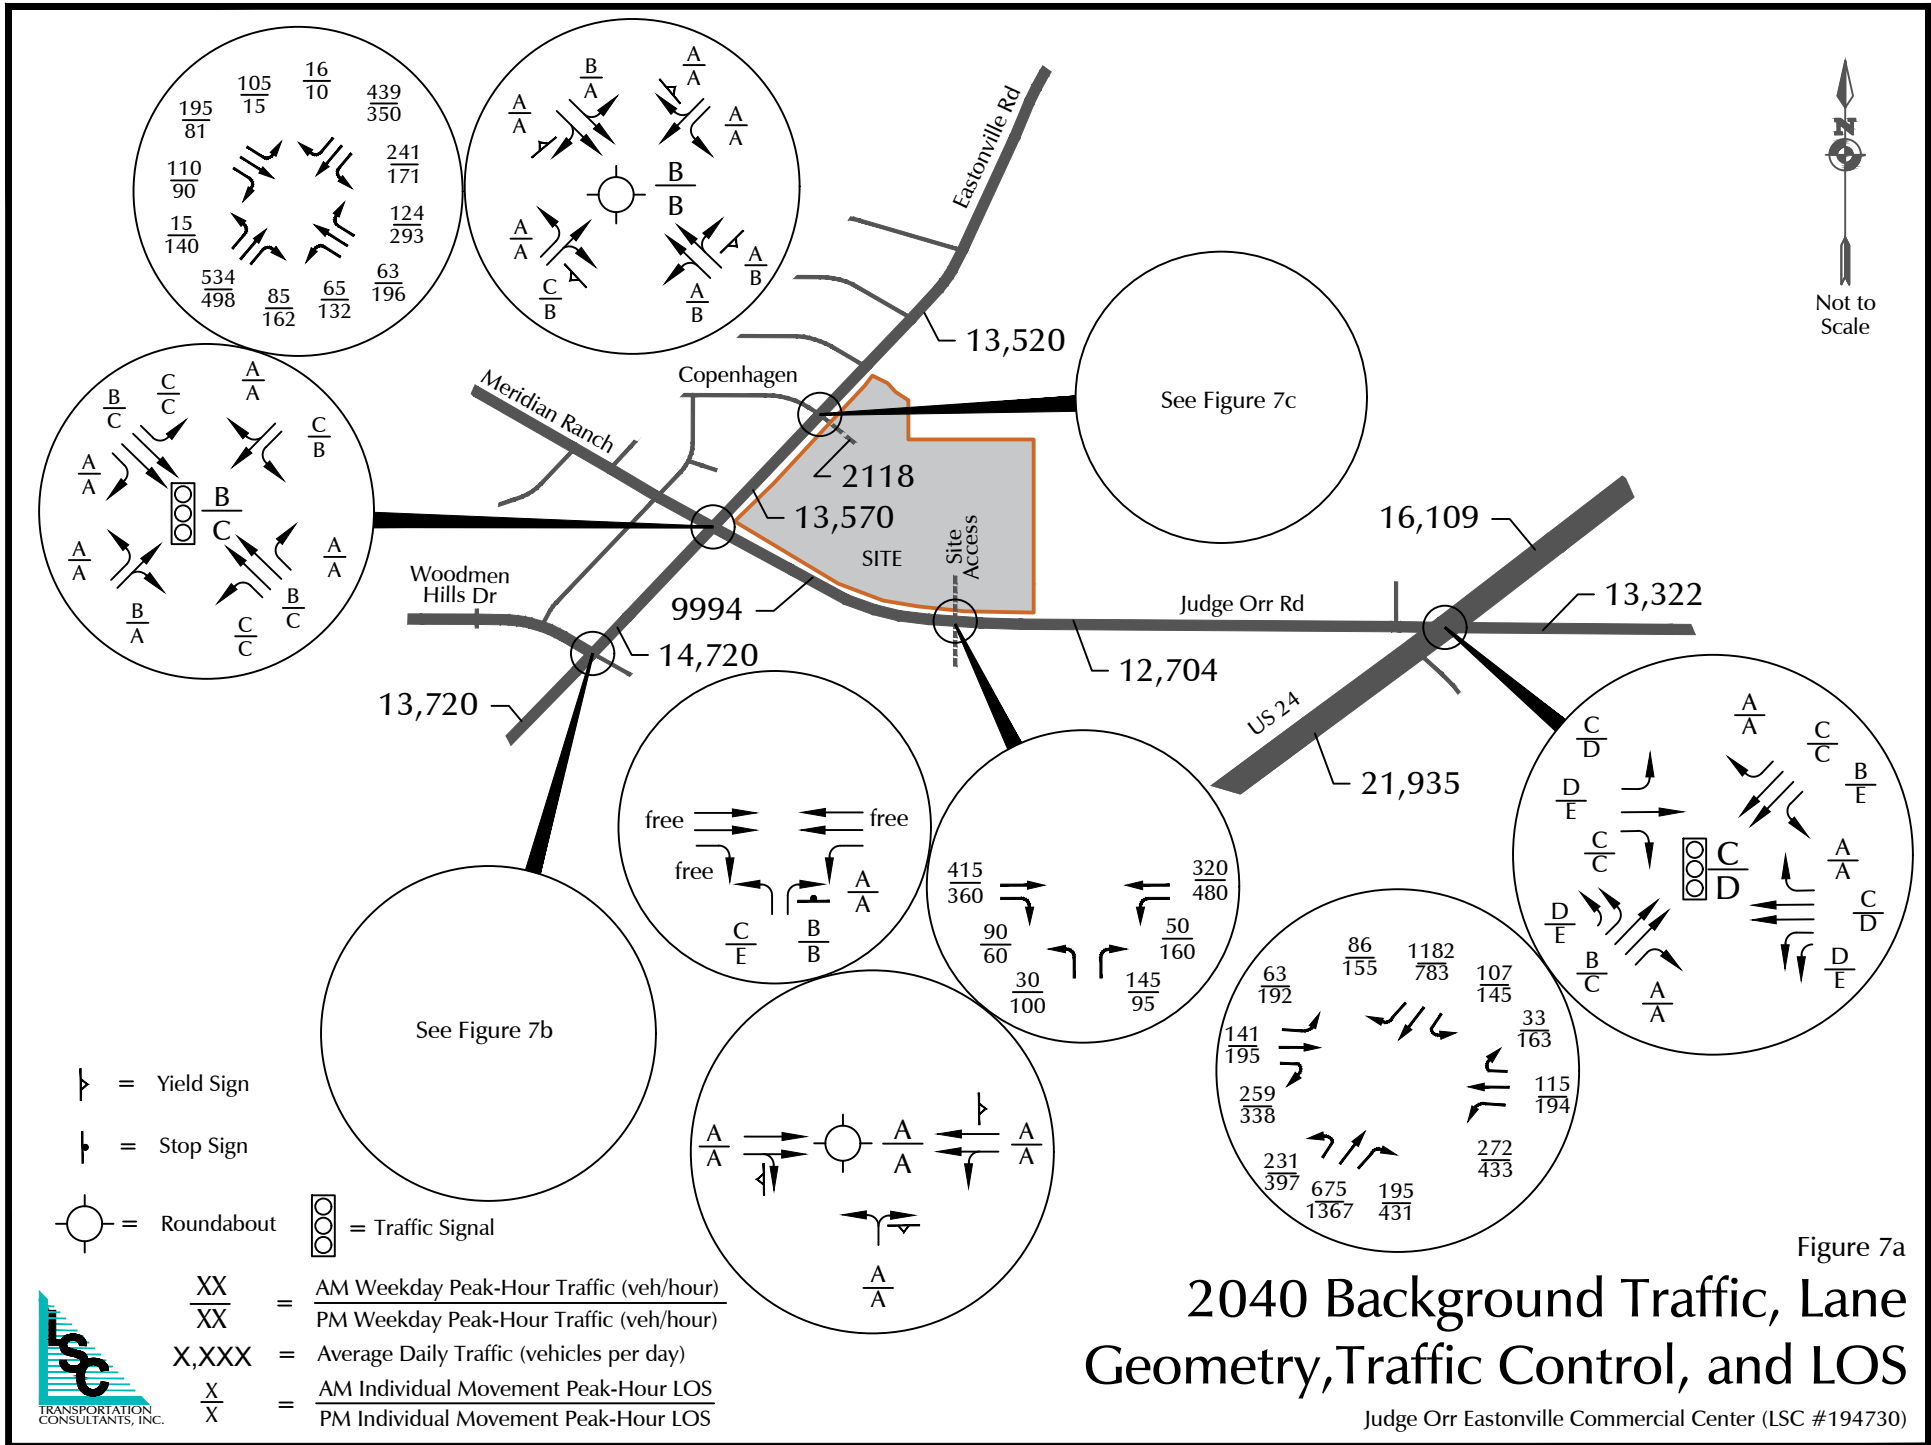 105
15
16
10
439
350
195
81
241
171
110
90
124
293
15
140
63
196
534
498
85
162
65
132
B
A
A
A
A
A
A
A
B
B
A
A
A
B
C
B
A
B
Eastonville Rd
N
Not to
Scale
13,520
Copenhagen
Meridian Ranch
See Figure 7c
2118
13,570
SITE
Site
Access
16,109
B
C
C
C
A
A
C
B
A
A
B
C
A
A
A
A
B
A
C
C
B
C
Woodmen
Hills Dr
9994
Judge Orr Rd
13,322
14,720
12,704
13,720
US 24
21,935
free
free
free
A
A
C
E
B
B
415
360
320
480
90
60
50
160
30
100
145
95
C
D
A
A
C
C
B
E
D
E
C
C
C
D
A
A
C
D
D
E
D
E
B
C
A
A
See Figure 7b
86
155
1182
783
107
145
63
192
33
163
141
195
115
194
259
338
272
433
231
397
675
1367
195
431
A
A
A
A
A
A
A
A
= Yield Sign
= Stop Sign
= Roundabout
= Traffic Signal
XX
XX
= AM Weekday Peak-Hour Traffic (veh/hour)
PM Weekday Peak-Hour Traffic (veh/hour)
X,XXX = Average Daily Traffic (vehicles per day)
X
X
= AM Individual Movement Peak-Hour LOS
PM Individual Movement Peak-Hour LOS
LSC
TRANSPORTATION
CONSULTANTS, INC.
Figure 7a
2040 Background Traffic, Lane
Geometry,Traffic Control, and LOS
Judge Orr Eastonville Commercial Center (LSC #194730)